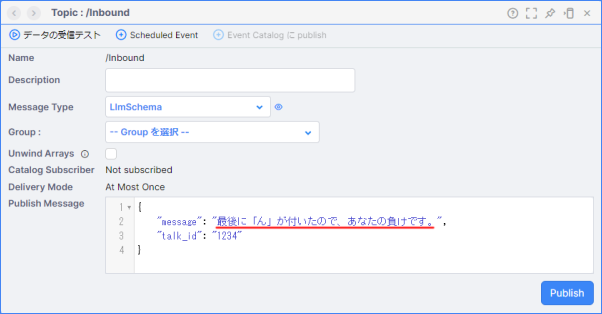 Topic : /Inbound
データの受信テスト Scheduled Event Event Catalog に publish
Name /Inbound
Description
Message Type LlmSchema
Group : -- Group を選択 --
Unwind Arrays
Catalog Subscriber Not subscribed
Delivery Mode At Most Once
Publish Message
1 {
2 "message": "最後に「ん」が付いたので、あなたの負けです。",
3 "talk_id": "1234"
4 }
Publish